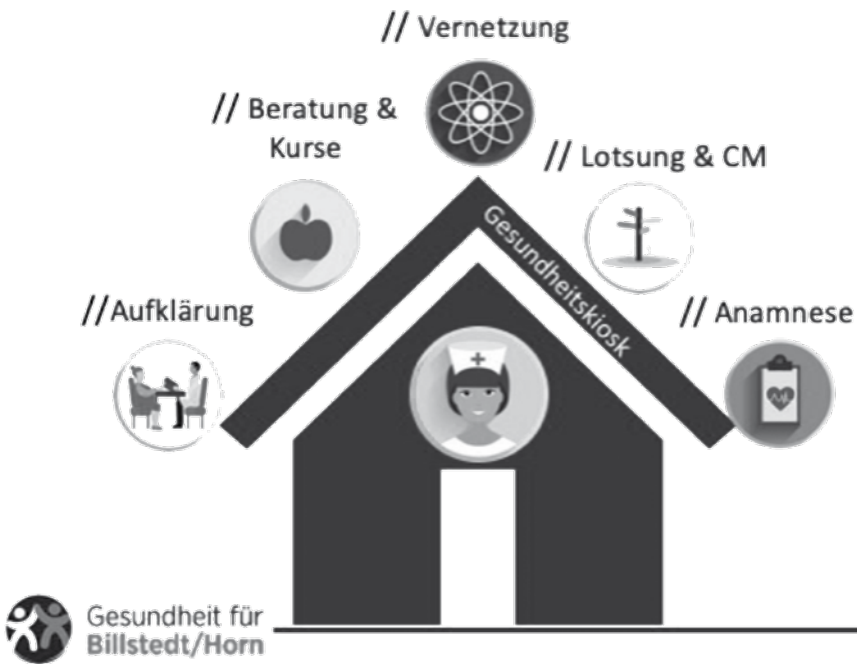 // Vernetzung
// Beratung &
Kurse
// Lotsung & CM
Gesundheitskiosk
//Aufklärung
// Anamnese
Gesundheit für
Billstedt/Horn